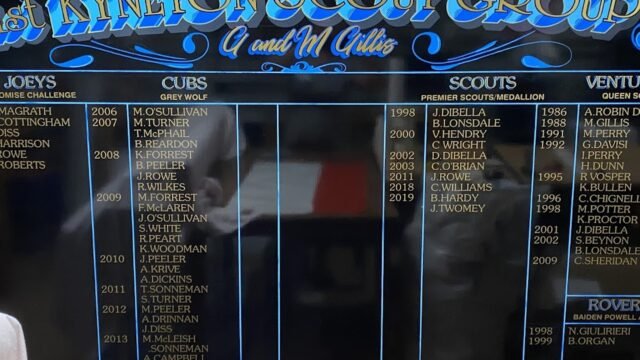 1st KYNETON SCOUT GROUP
G and M Gillis
JOEYS
OMISE CHALLENGE
MAGRATH
COTTINGHAM
DISS
HARRISON
ROWE
ROBERTS
CUBS
GREY WOLF
2006 M.O'SULLIVAN
2007 M.TURNER
T.McPHAIL
B.REARDON
2008 K.FORREST
B.PEELER
J.ROWE
R.WILKES
2009 M.FORREST
F.McLAREN
J.O'SULLIVAN
S.WHITE
R.PEART
K.WOODMAN
2010 J.PEELER
A.KRIVE
A.DICKINS
2011 T.SONNEMAN
S.TURNER
2012 M.PEELER
A.DRINNAN
J.DISS
2013 M.McLEISH
.SONNEMAN
A.CAMPBELL
SCOUTS
PREMIER SCOUTS/MEDALLION
1998 J.DIBELLA
B.LONSDALE
2000 V.HENDRY
C WRIGHT
2002 D.DIBELLA
2003 C.O'BRIAN
2011 J.ROWE
2018 C.WILLIAMS
2019 B.HARDY
J.TWOMEY
VENTU
QUEEN SC
1986 A.ROBIN D
1988 M.GILLIS
1991 M.PERRY
1992 G.DAVISI
I.PERRY
H.DUNN
1995 R VOSPER
K.BULLEN
1996 C.CHIGNELL
1998 M.POTTER
K.PROCTOR
2001 J.DIBELLA
2002 S.BEYNON
B.LONSDALE
2009 C.SHERIDAN
ROVER
BAIDEN POWELL A
1998 N.GIULIRIERI
1999 B.ORGAN